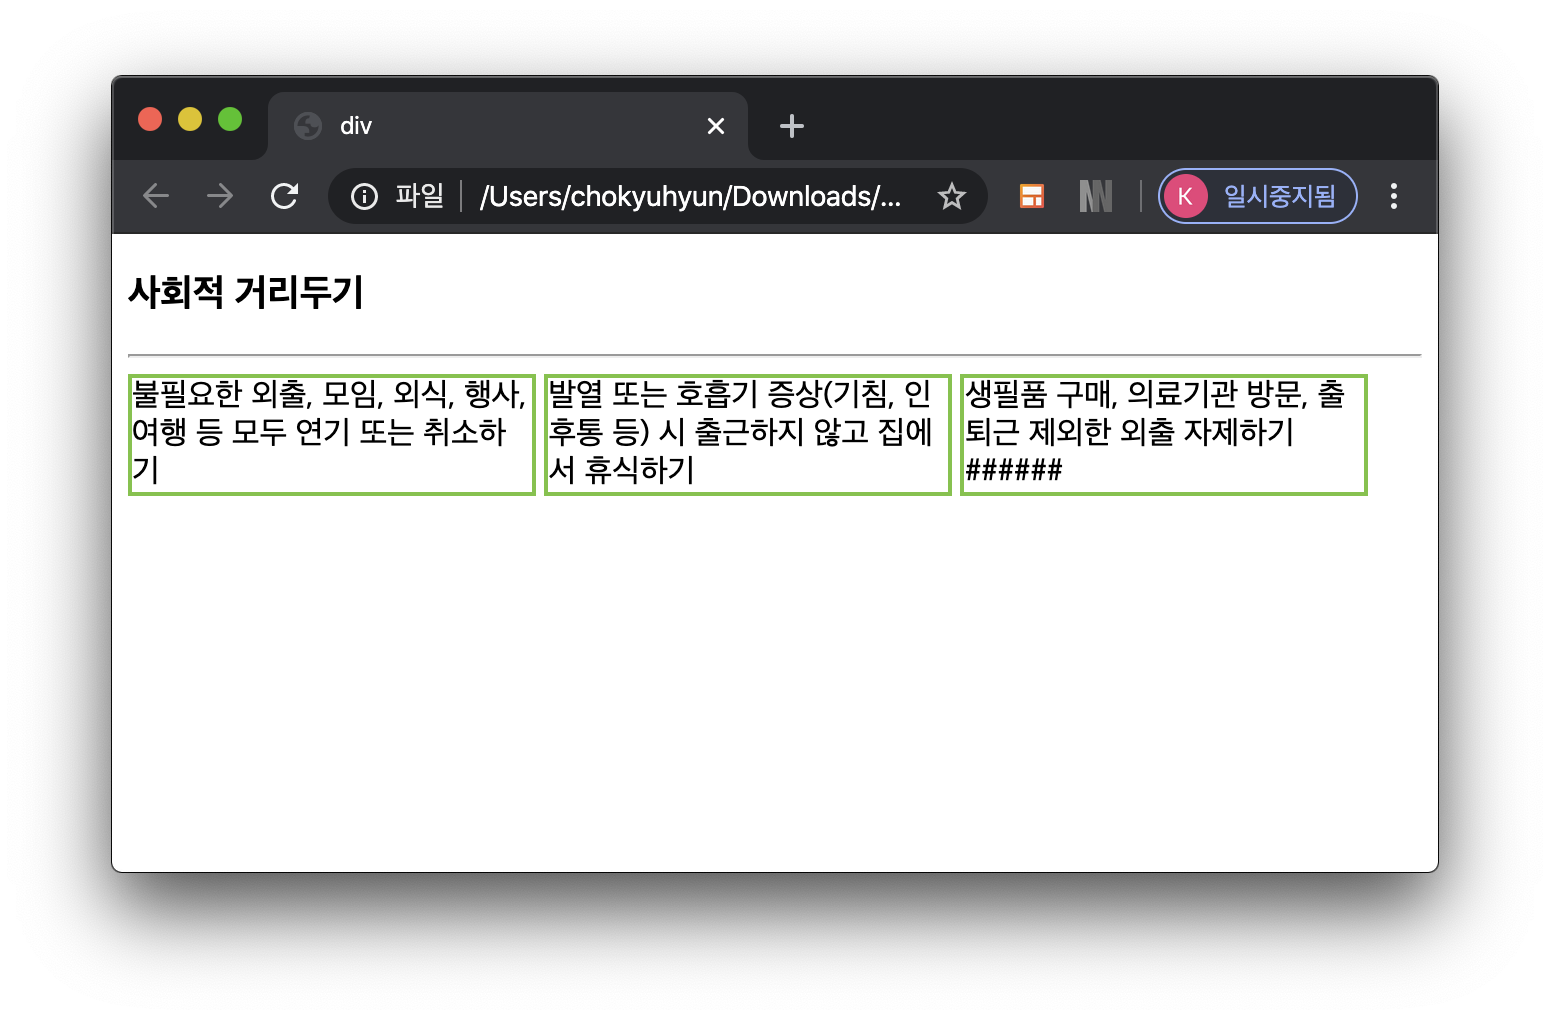 div
파일 | /Users/chokyuhyun/Downloads/... K 일시중지됨
사회적 거리두기
불필요한 외출, 모임, 외식, 행사,
여행 등 모두 연기 또는 취소하
기
발열 또는 호흡기 증상(기침, 인
후통 등) 시 출근하지 않고 집에
서 휴식하기
생필품 구매, 의료기관 방문, 출
퇴근 제외한 외출 자제하기
######